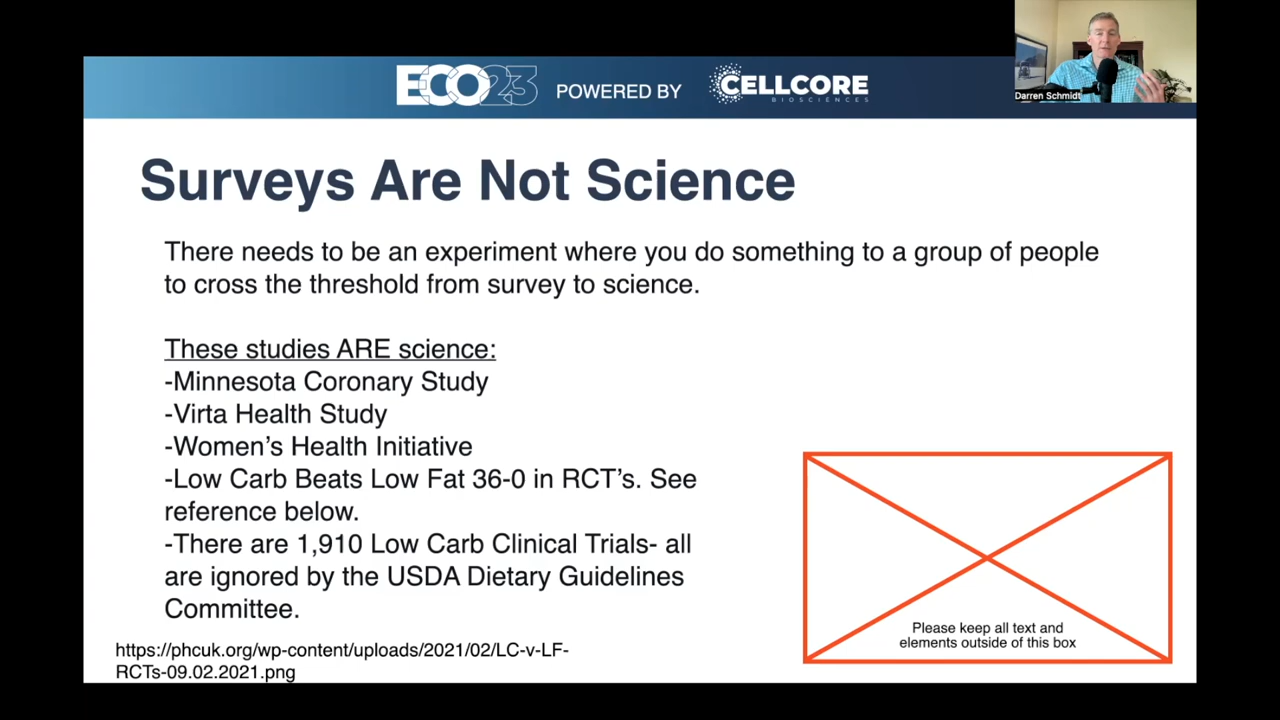 ECO23 POWERED BY CELLCORE
BIOSCIENCES
Darren Schmidt
Surveys Are Not Science
There needs to be an experiment where you do something to a group of people
to cross the threshold from survey to science.
These studies ARE science:
-Minnesota Coronary Study
-Virta Health Study
-Women’s Health Initiative
-Low Carb Beats Low Fat 36-0 in RCT’s. See
reference below.
-There are 1,910 Low Carb Clinical Trials- all
are ignored by the USDA Dietary Guidelines
Committee.
Please keep all text and
elements outside of this box
https://phcuk.org/wp-content/uploads/2021/02/LC-v-LF-
RCTs-09.02.2021.png